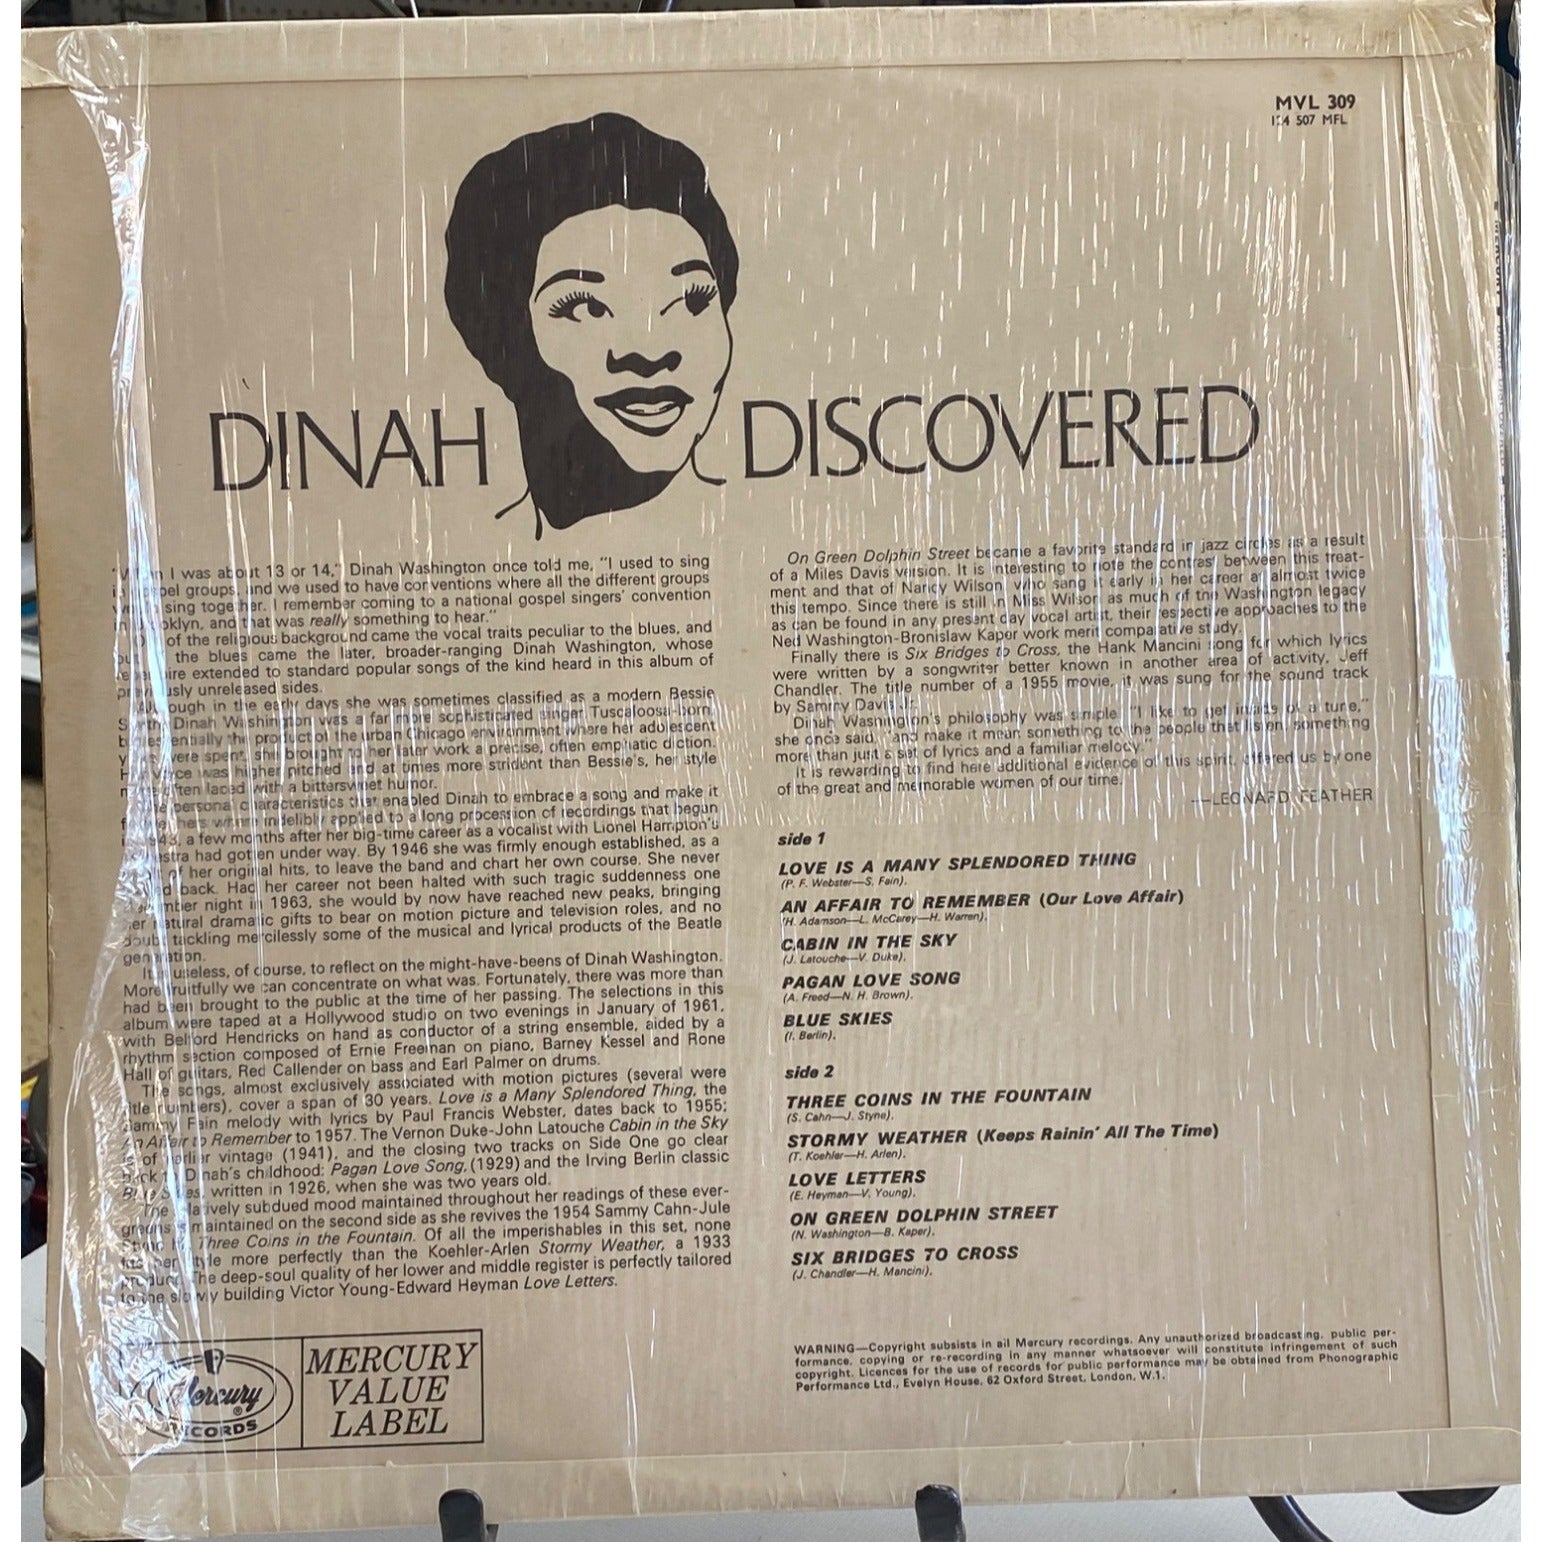 MVL 309
507 MFL
DINAH DISCOVERED
I was about 13 or 14," Dinah Washington once told me, "I used to sing
groups, and we used to have conventions where all the different groups
sing together. I remember coming to a national gospel singers' convention
and that was really something to hear."
of the religious background came the vocal traits peculiar to the blues, and
the blues came the later, broader-ranging Dinah Washington, whose
extended to standard popular songs of the kind heard in this album of
previously unreleased sides.
Although in the early days she was sometimes classified as a modern Bessie
Dinah Washington was a far more sophisticated singer. Tuscaloosa-born,
the product of the urban Chicago environment where her adolescent
were spent, she brought to her later work a precise, often emphatic diction.
was higher pitched and at times more strident than Bessie's, her style
often laced with a bittersweet humor.
The personal characteristics that enabled Dinah to embrace a song and make it
were indelibly applied to a long procession of recordings that began
a few months after her big-time career as a vocalist with Lionel Hampton's
had gotten under way. By 1946 she was firmly enough established, as a
of her original hits, to leave the band and chart her own course. She never
back. Had her career not been halted with such tragic suddenness one
night in 1963, she would by now have reached new peaks, bringing
her natural dramatic gifts to bear on motion picture and television roles, and no
doubt tackling mercilessly some of the musical and lyrical products of the Beatle
generation.
It is useless, of course, to reflect on the might-have-beens of Dinah Washington.
More fruitfully we can concentrate on what was. Fortunately, there was more than
had been brought to the public at the time of her passing. The selections in this
album were taped at a Hollywood studio on two evenings in January of 1961,
with Belford Hendricks on hand as conductor of a string ensemble, aided by a
rhythm section composed of Ernie Freeman on piano, Barney Kessel and Rone
Hall of guitars, Red Callender on bass and Earl Palmer on drums.
The songs, almost exclusively associated with motion pictures (several were
title numbers), cover a span of 30 years. Love is a Many Splendored Thing, the
Sammy Fain melody with lyrics by Paul Francis Webster, dates back to 1955;
An Affair to Remember to 1957. The Vernon Duke-John Latouche Cabin in the Sky
is of earlier vintage (1941), and the closing two tracks on Side One go clear
back to Dinah's childhood: Pagan Love Song, (1929) and the Irving Berlin classic
Blue Skies, written in 1926, when she was two years old.
The relatively subdued mood maintained throughout her readings of these ever-
greens is maintained on the second side as she revives the 1954 Sammy Cahn-Jule
Three Coins in the Fountain. Of all the imperishables in this set, none
her style more perfectly than the Koehler-Arlen Stormy Weather, a 1933
product. The deep-soul quality of her lower and middle register is perfectly tailored
to the slowly building Victor Young-Edward Heyman Love Letters.
On Green Dolphin Street became a favorite standard in jazz circles as a result
of a Miles Davis version. It is interesting to note the contrast between this treat-
ment and that of Nancy Wilson, who sang it early in her career at almost twice
this tempo. Since there is still in Miss Wilson as much of the Washington legacy
as can be found in any present day vocal artist, their respective approaches to the
Ned Washington-Bronislaw Kaper work merit comparative study.
Finally there is Six Bridges to Cross, the Hank Mancini song for which lyrics
were written by a songwriter better known in another area of activity, Jeff
Chandler. The title number of a 1955 movie, it was sung for the sound track
by Sammy Davis Jr.
Dinah Washington's philosophy was simple. "I like to get inside of a tune,"
she once said, "and make it mean something to the people that listen, something
more than just a set of lyrics and a familiar melody."
It is rewarding to find here additional evidence of this spirit, offered us by one
of the great and memorable women of our time.
—LEONARD FEATHER
side 1
LOVE IS A MANY SPLENDORED THING
(P. F. Webster—S. Fain).
AN AFFAIR TO REMEMBER (Our Love Affair)
(H. Adamson—L. McCarey—H. Warren).
CABIN IN THE SKY
(J. Latouche—V. Duke).
PAGAN LOVE SONG
(A. Freed—N. H. Brown).
BLUE SKIES
(I. Berlin).
side 2
THREE COINS IN THE FOUNTAIN
(S. Cahn—J. Styne).
STORMY WEATHER (Keeps Rainin' All The Time)
(T. Koehler—H. Arlen).
LOVE LETTERS
(E. Heyman—V. Young).
ON GREEN DOLPHIN STREET
(N. Washington—B. Kaper).
SIX BRIDGES TO CROSS
(J. Chandler—H. Mancini).
WARNING—Copyright subsists in all Mercury recordings. Any unauthorized broadcasting, public per-
formance, copying or re-recording in any manner whatsoever will constitute infringement of such
copyright. Licences for the use of records for public performance may be obtained from Phonographic
Performance Ltd., Evelyn House, 62 Oxford Street, London, W.1.
Mercury
RECORDS
MERCURY
VALUE
LABEL